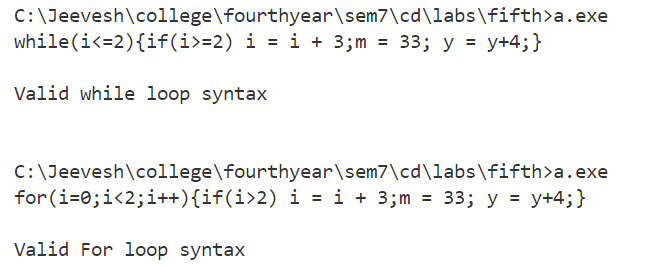 C:\Jeevesh\college\fourthyear\sem7\cd\labs\fifth>a.exe
while(i<=2){if(i>=2) i = i + 3;m = 33; y = y+4;}
Valid while loop syntax
C:\Jeevesh\college\fourthyear\sem7\cd\labs\fifth>a.exe
for(i=0;i<2;i++){if(i>2) i = i + 3;m = 33; y = y+4;}
Valid For loop syntax